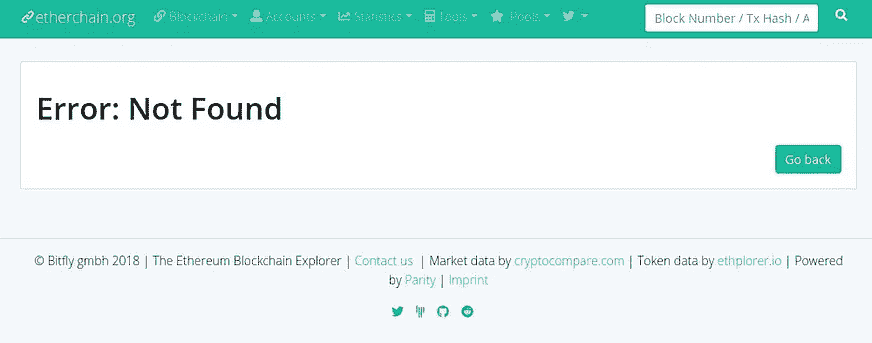 etherchain.org Blockchain Accounts Statistics Tools Pools Block Number / Tx Hash / A
Error: Not Found
Go back
© Bitfly gmbh 2018 | The Ethereum Blockchain Explorer | Contact us | Market data by cryptocompare.com | Token data by ethplorer.io | Powered
by Parity | Imprint